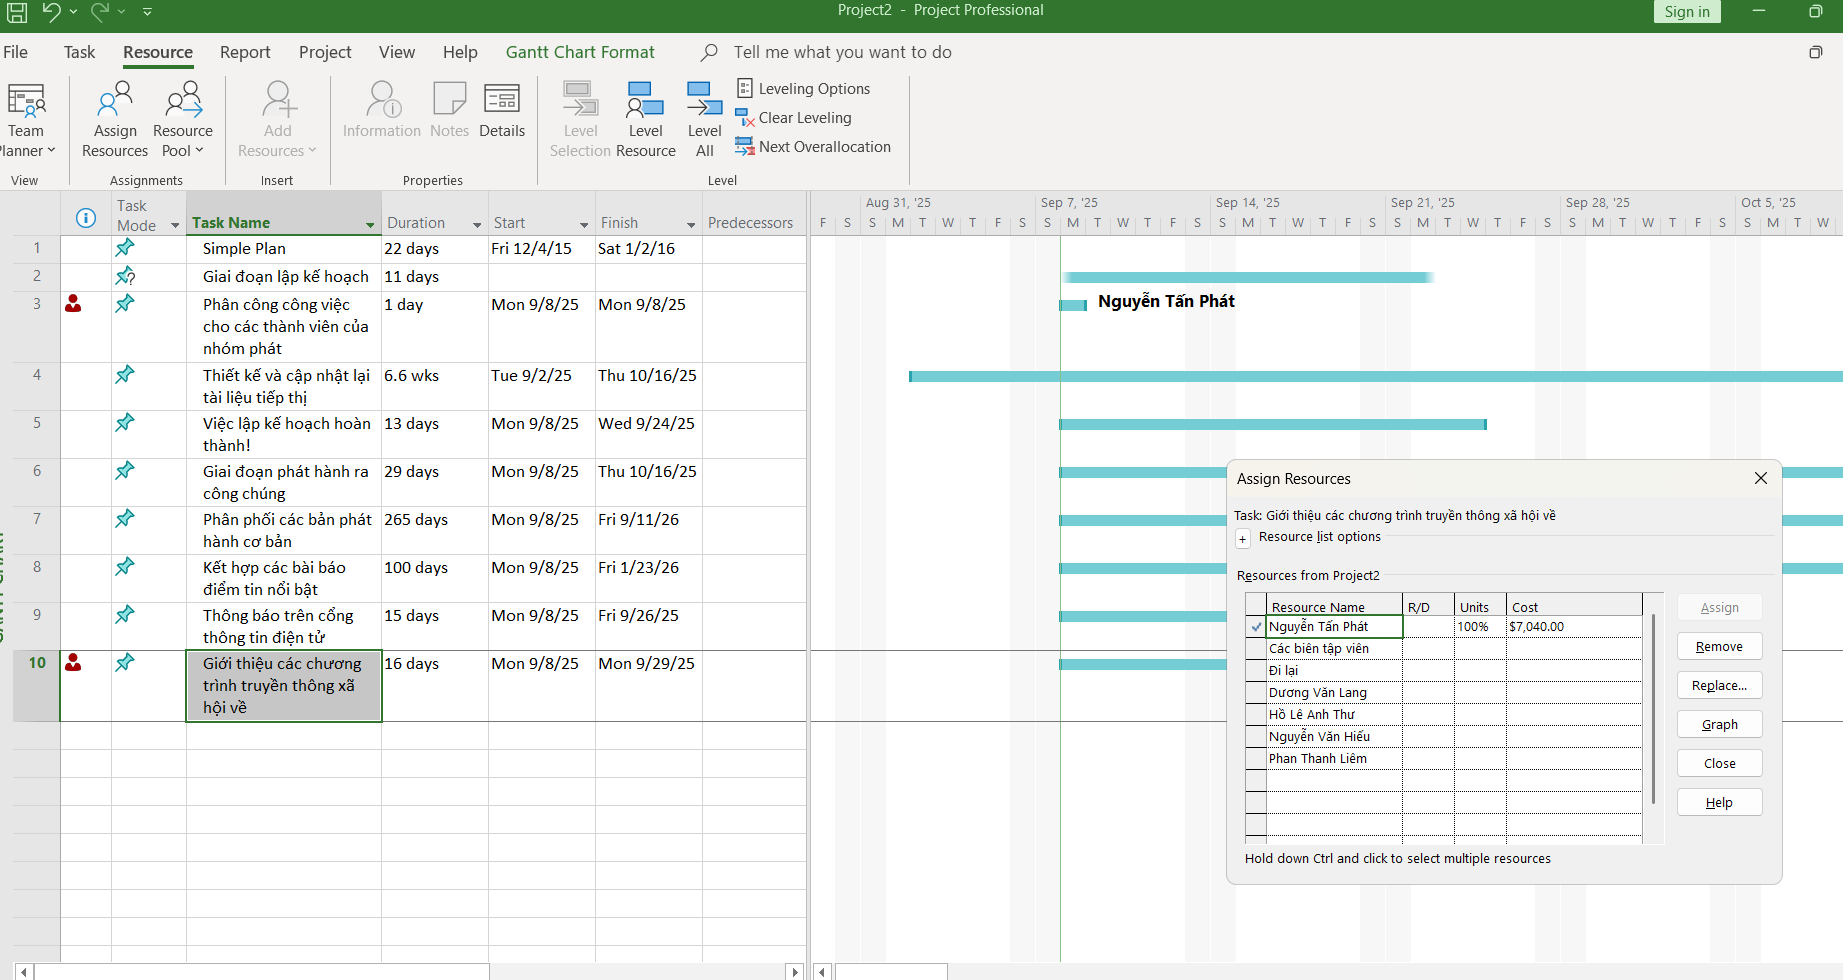 Project2 - Project Professional
Sign in
File Task Resource Report Project View Help Gantt Chart Format Tell me what you want to do
Team
Planner
Assign
Resources
Resource
Pool
Add
Resources
Information
Notes
Details
Level
Selection
Level
Resource
Level
All
Leveling Options
Clear Leveling
Next Overallocation
View Assignments Insert Properties Level
Task
Mode
Task Name Duration Start Finish Predecessors
Aug 31, '25 Sep 7, '25 Sep 14, '25 Sep 21, '25 Sep 28, '25 Oct 5, '25
F S S M T W T F S S M T W T F S S M T W T F S S M T W T F S S M T W T F S S M T W
1 Simple Plan 22 days Fri 12/4/15 Sat 1/2/16
2 Giai đoạn lập kế hoạch 11 days
3 Phân công công việc 1 day Mon 9/8/25 Mon 9/8/25
cho các thành viên của
nhóm phát
Nguyễn Tấn Phát
4 Thiết kế và cập nhật lại 6.6 wks Tue 9/2/25 Thu 10/16/25
tài liệu tiếp thị
5 Việc lập kế hoạch hoàn 13 days Mon 9/8/25 Wed 9/24/25
thành!
6 Giai đoạn phát hành ra 29 days Mon 9/8/25 Thu 10/16/25
công chúng
7 Phân phối các bản phát 265 days Mon 9/8/25 Fri 9/11/26
hành cơ bản
8 Kết hợp các bài báo 100 days Mon 9/8/25 Fri 1/23/26
điểm tin nổi bật
9 Thông báo trên cổng 15 days Mon 9/8/25 Fri 9/26/25
thông tin điện tử
10 Giới thiệu các chương 16 days Mon 9/8/25 Mon 9/29/25
trình truyền thông xã
hội về
Assign Resources
Task: Giới thiệu các chương trình truyền thông xã hội về
+ Resource list options
Resources from Project2
Resource Name R/D Units Cost
Nguyễn Tấn Phát 100% $7,040.00
Các biên tập viên
Đi lại
Dương Văn Lang
Hồ Lê Anh Thư
Nguyễn Văn Hiếu
Phan Thanh Liêm
Assign
Remove
Replace...
Graph
Close
Help
Hold down Ctrl and click to select multiple resources